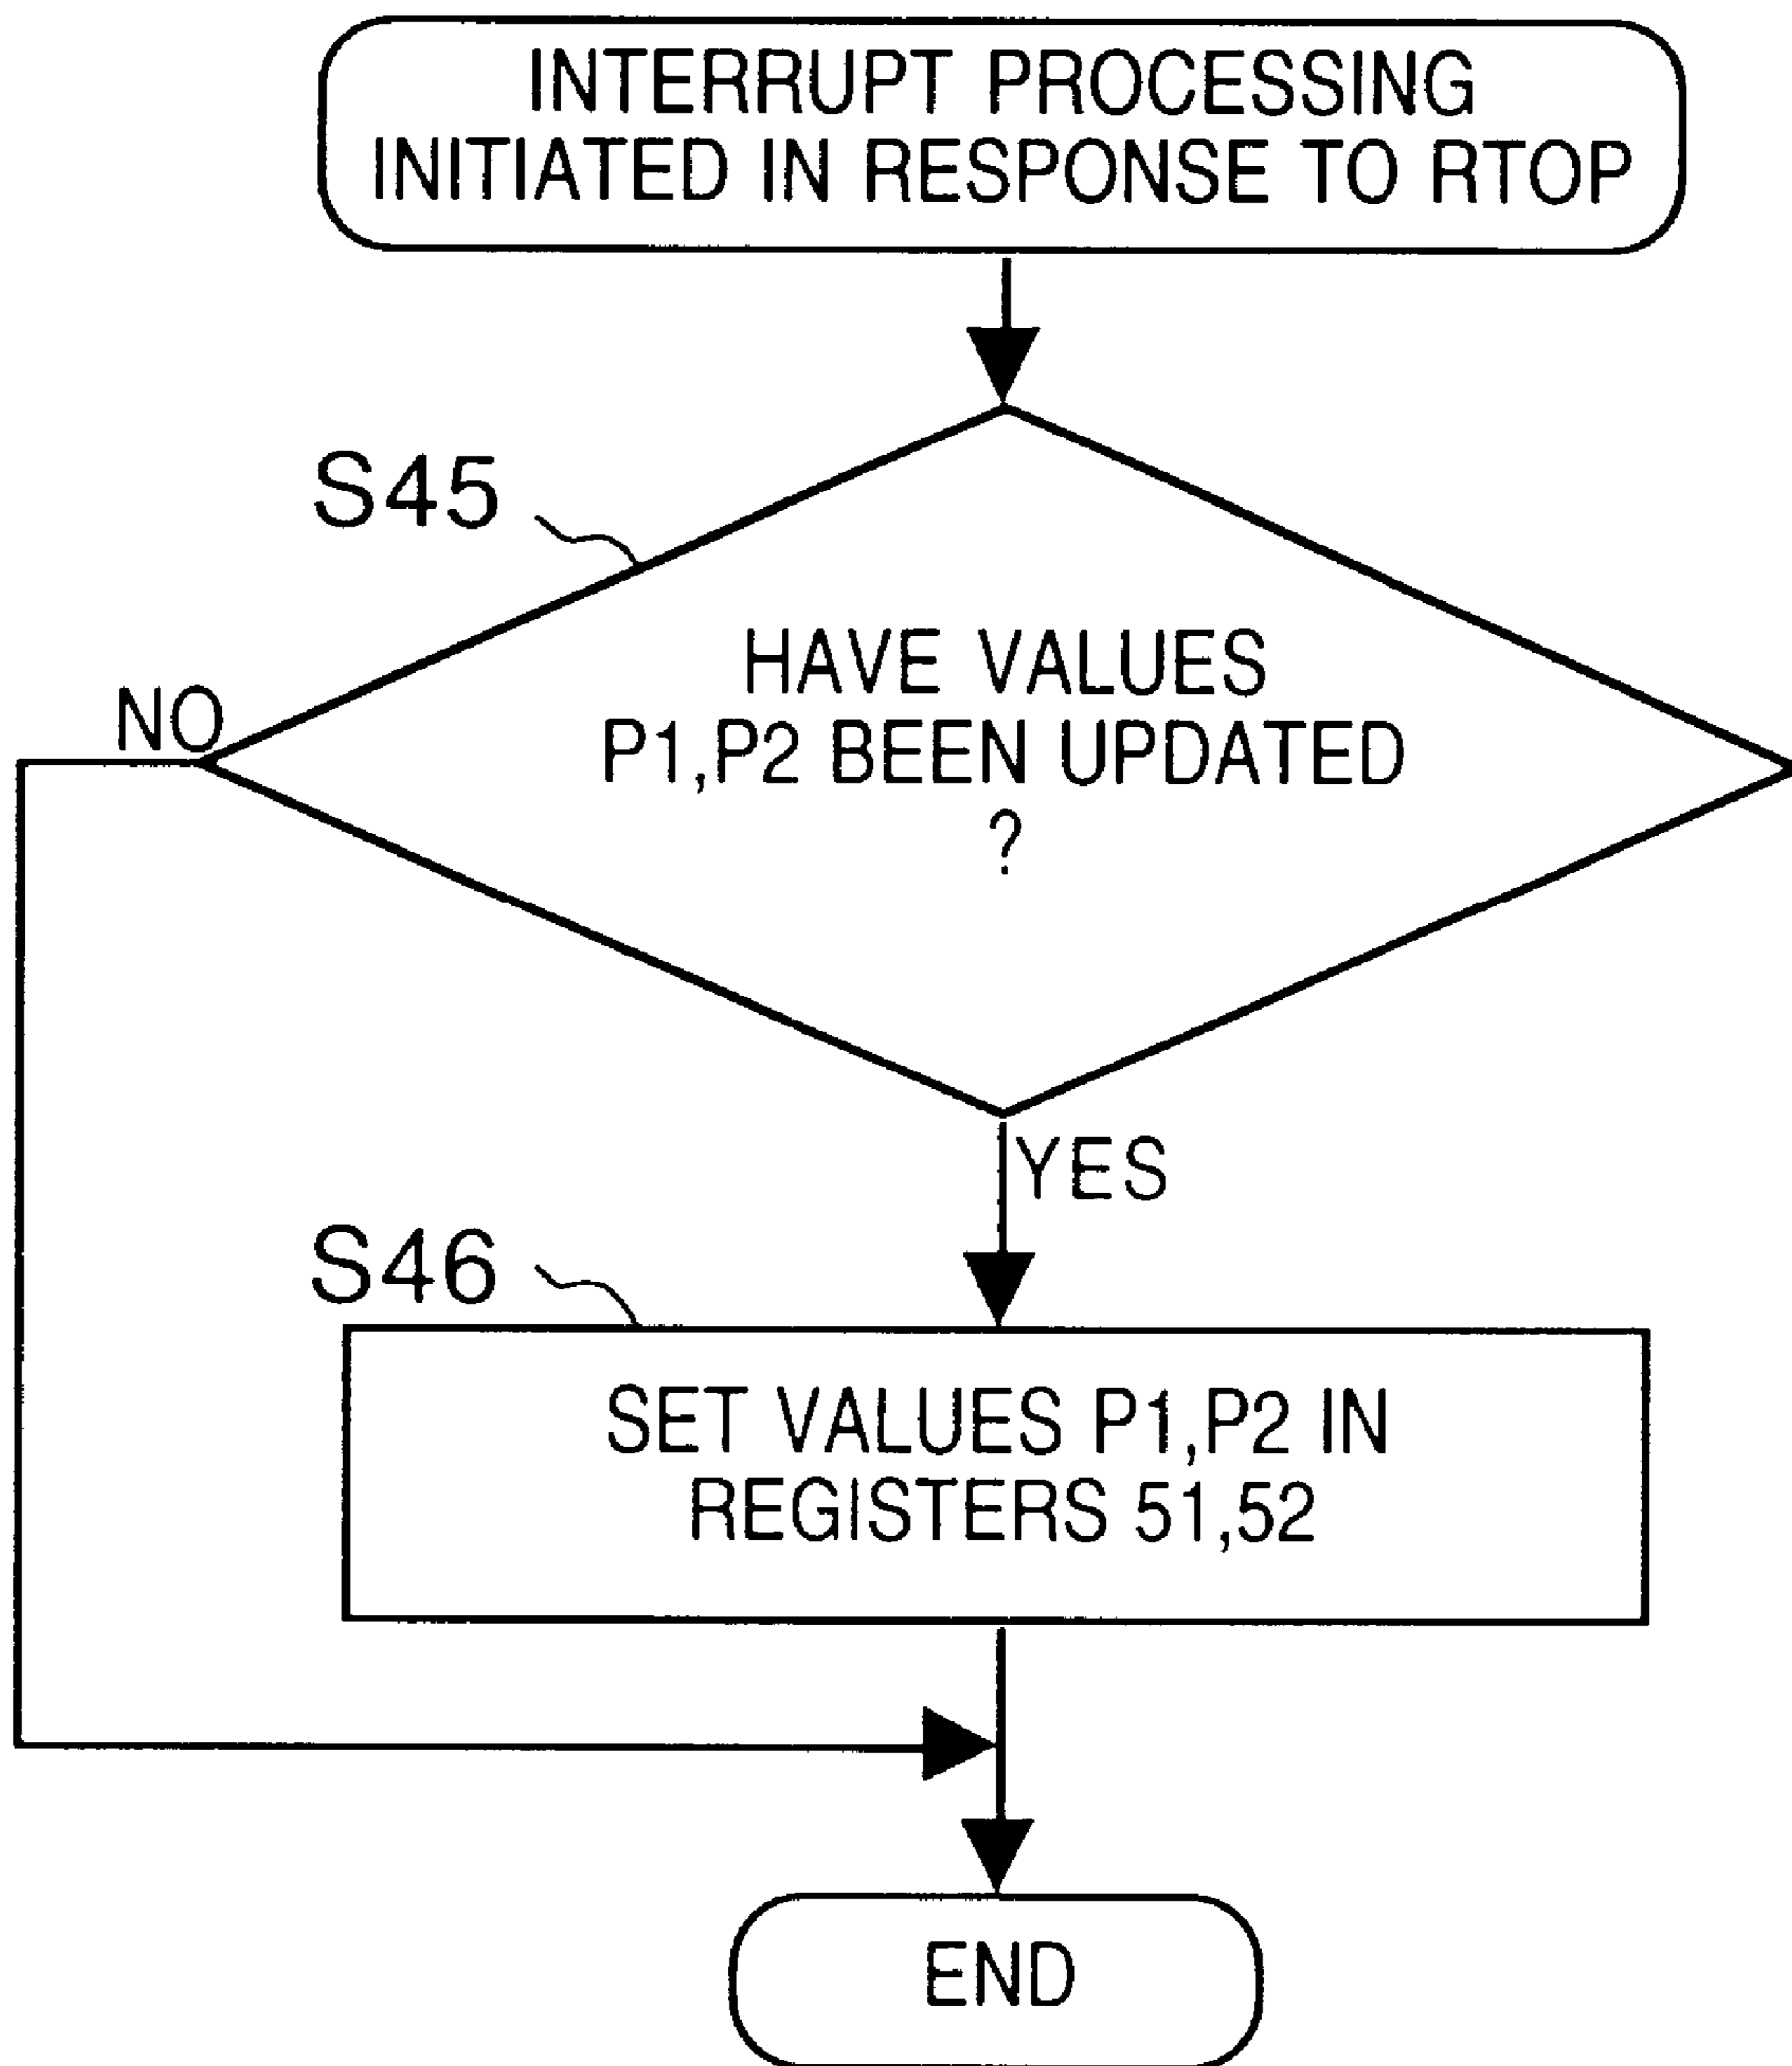 INTERRUPT PROCESSING
INITIATED IN RESPONSE TO RTOP
S45
HAVE VALUES
P1,P2 BEEN UPDATED
?
NO
YES
S46
SET VALUES P1,P2 IN
REGISTERS 51,52
END